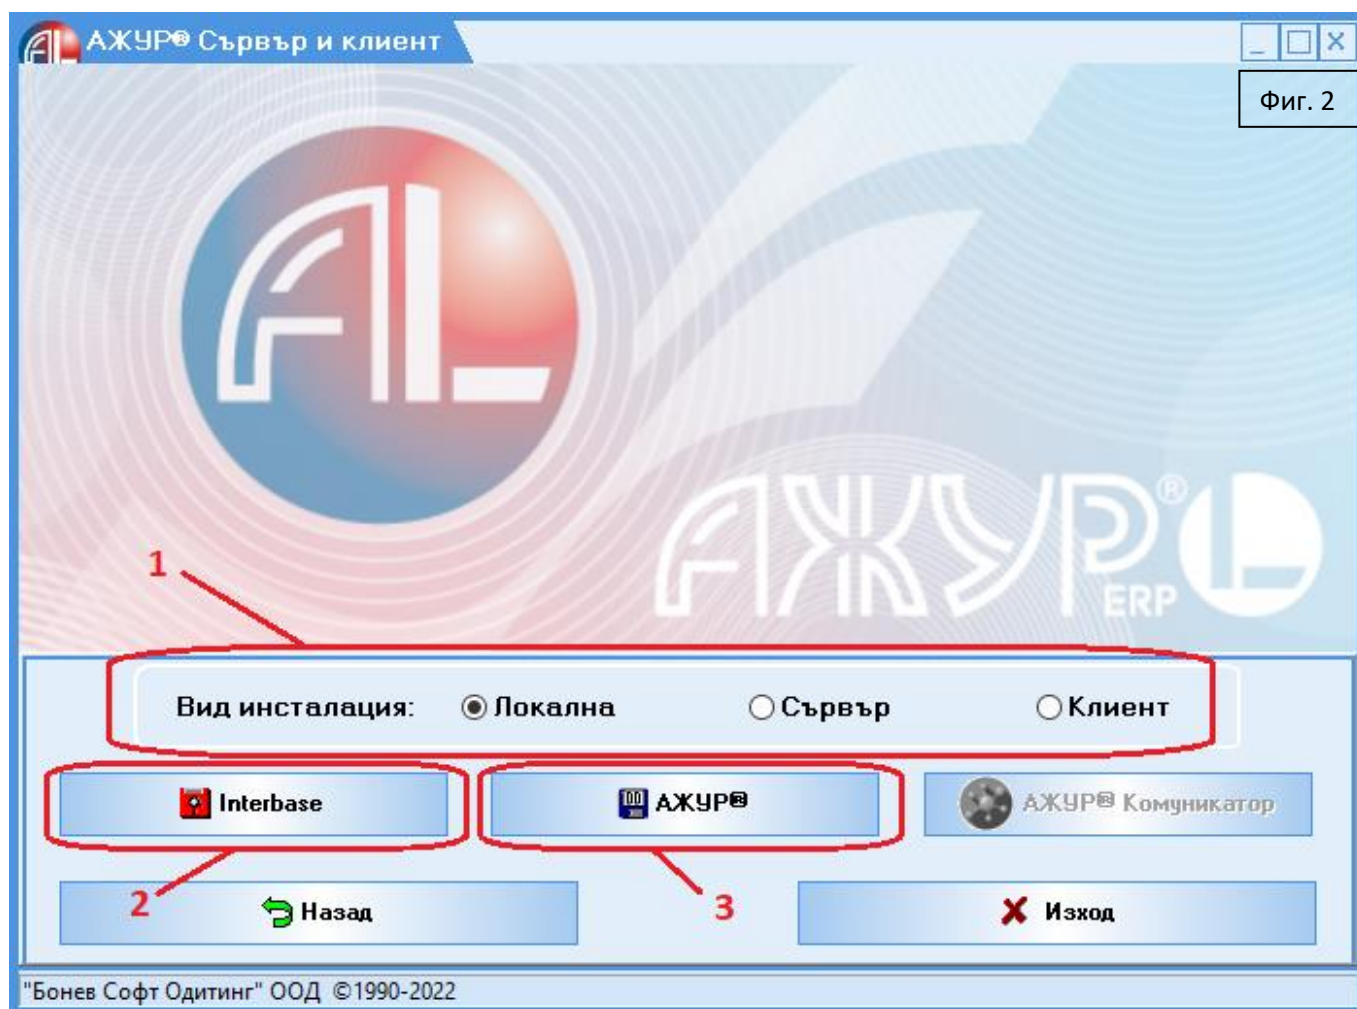 АЖУР® Сървър и клиент
Фиг. 2
AL
АЖУР® L
ERP
1
Вид инсталация: Локална Сървър Клиент
Interbase АЖУР® АЖУР® Комуникатор
2 3
Назад Изход
"Бонев Софт Одитинг" ООД ©1990-2022